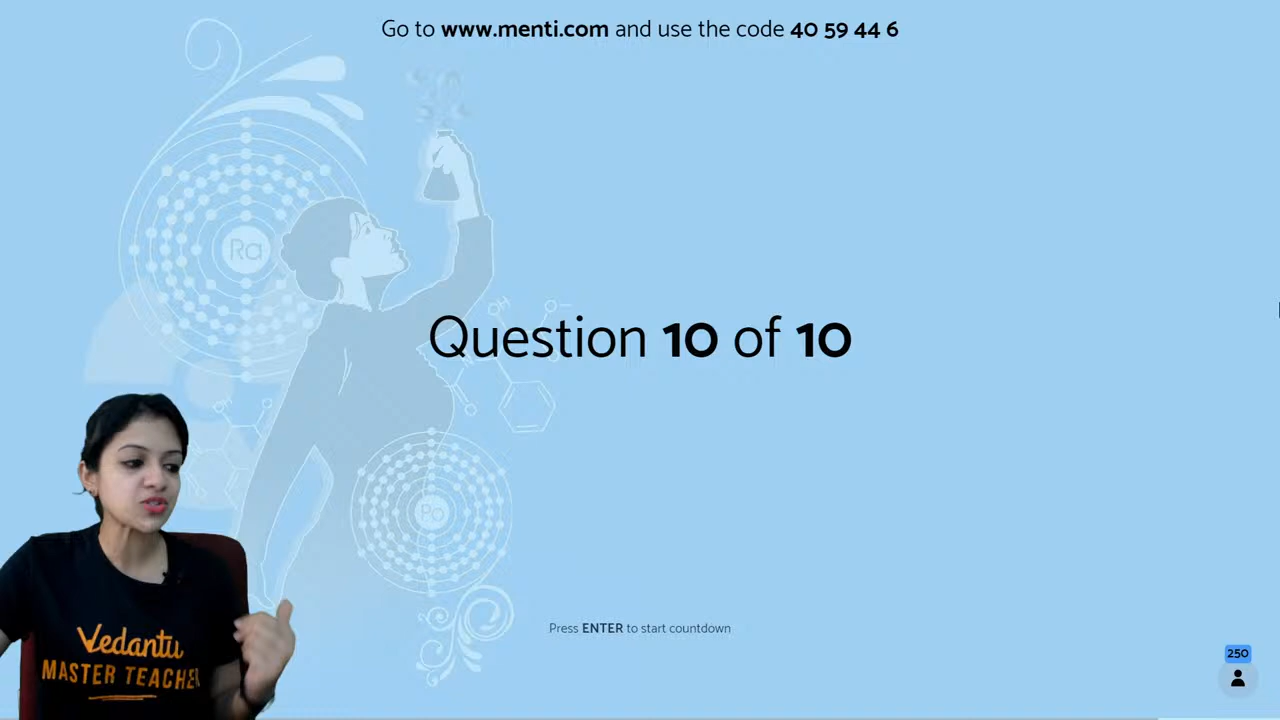 Go to www.menti.com and use the code 40 59 44 6
Ra
OH
O
Question 10 of 10
Po
Vedantu
MASTER TEACHER
Press ENTER to start countdown
250